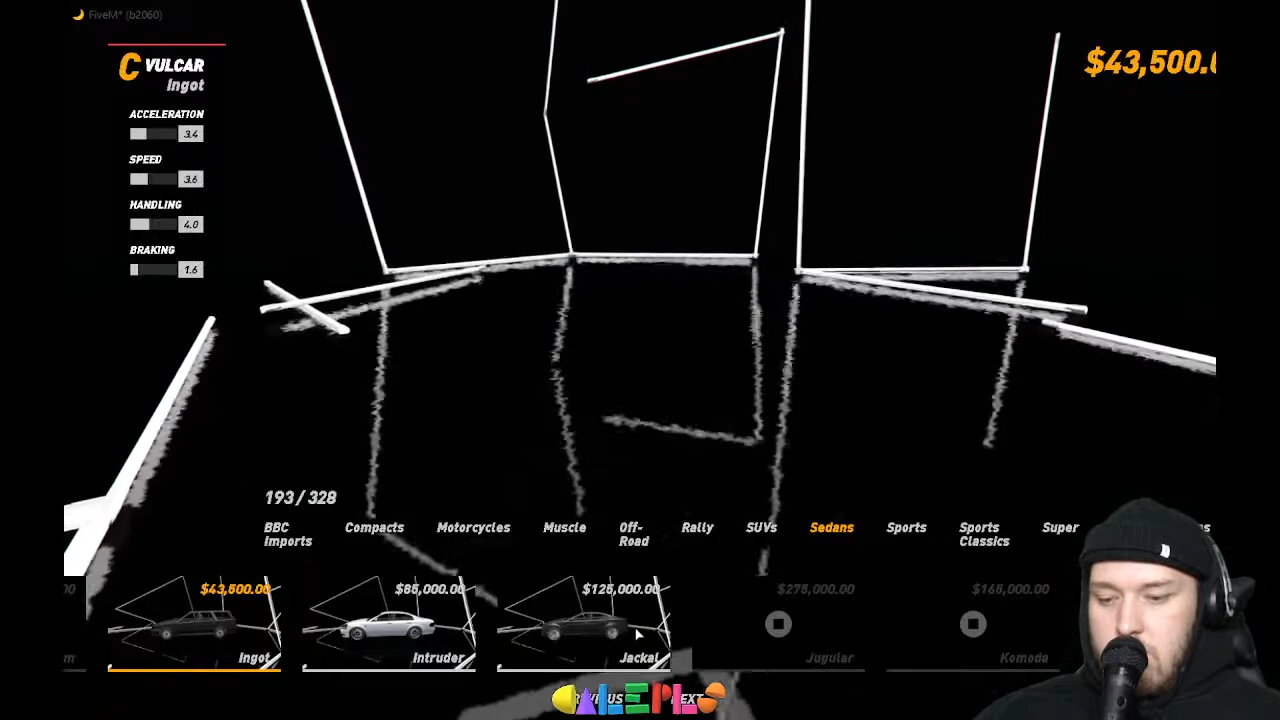 FiveM® (b2060)
C VULCAR
Ingot
ACCELERATION
3.4
SPEED
3.6
HANDLING
4.0
BRAKING
1.6
$43,500.0
193 / 328
BBC Imports
Compacts
Motorcycles
Muscle
Off-Road
Rally
SUVs
Sedans
Sports
Sports Classics
Super
$43,500.00
Ingot
$85,000.00
Intruder
$125,000.00
Jackal
$275,000.00
Jugular
$165,000.00
Komoda
CALEPLS